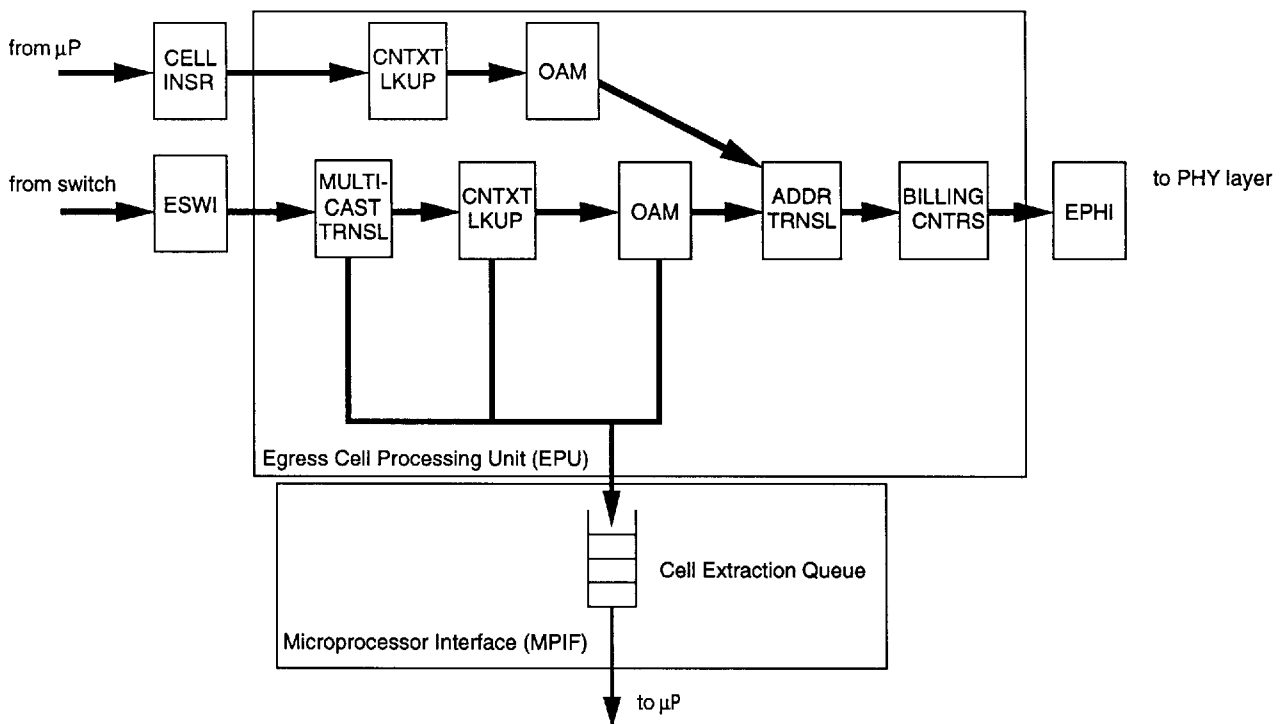 from μP
CELL
INSR
CNTXT
LKUP
OAM
from switch
ESWI
MULTI-
CAST
TRNSL
CNTXT
LKUP
OAM
ADDR
TRNSL
BILLING
CNTRS
EPHI
to PHY layer
Egress Cell Processing Unit (EPU)
Cell Extraction Queue
Microprocessor Interface (MPIF)
to μP